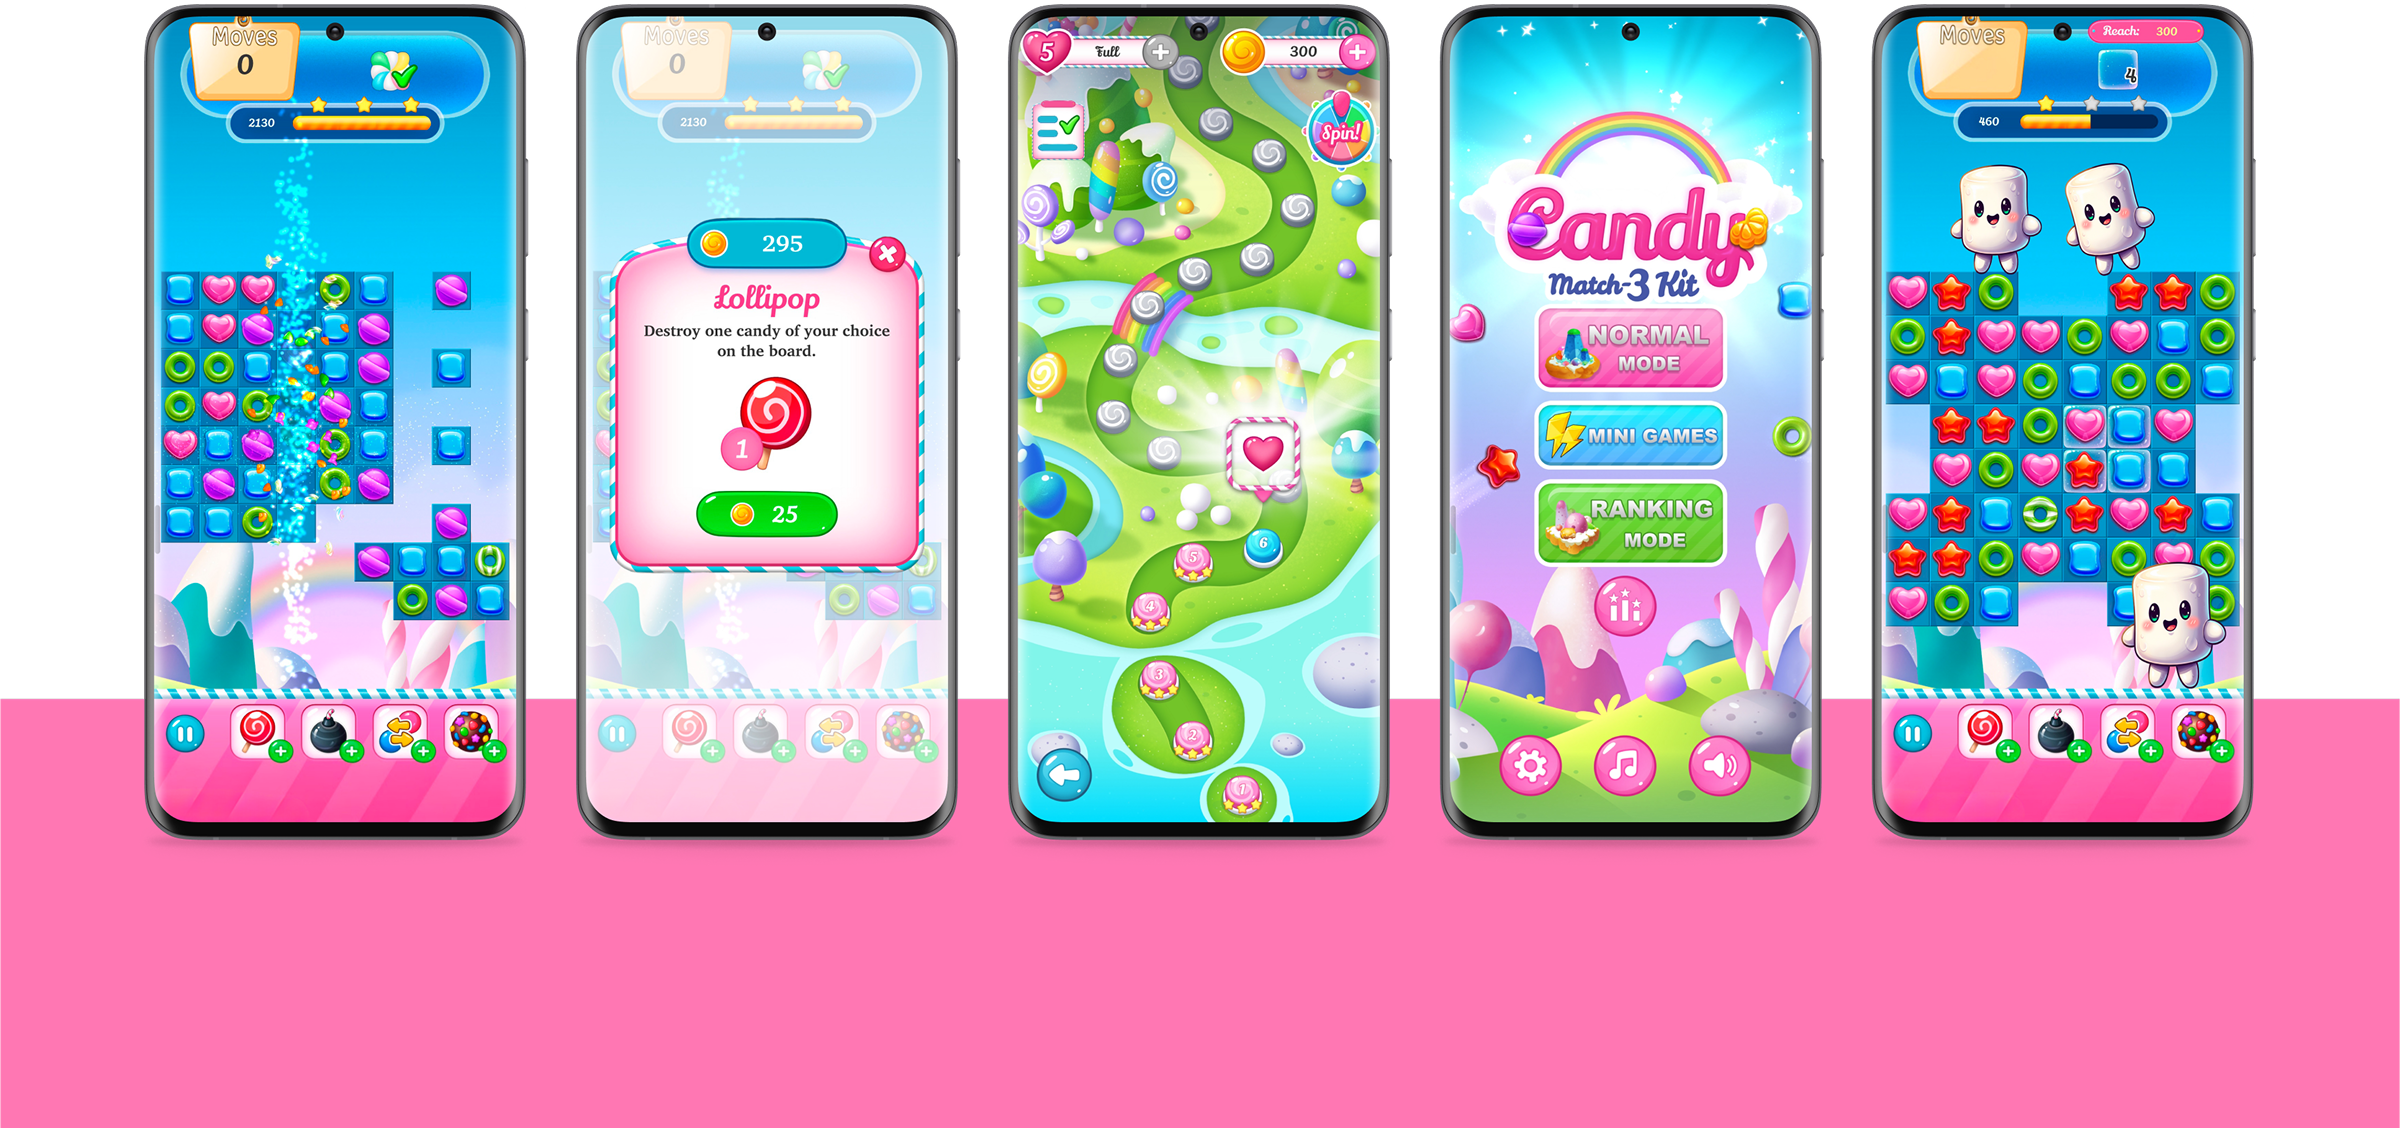 Moves
0
2130
Moves
0
2130
295
Lollipop
Destroy one candy of your choice
on the board.
1
25
5
Full
300
Spin!
6
5
4
3
2
1
Candy
Match-3 Kit
NORMAL
MODE
MINI GAMES
RANKING
MODE
Moves
Reach: 300
4
460